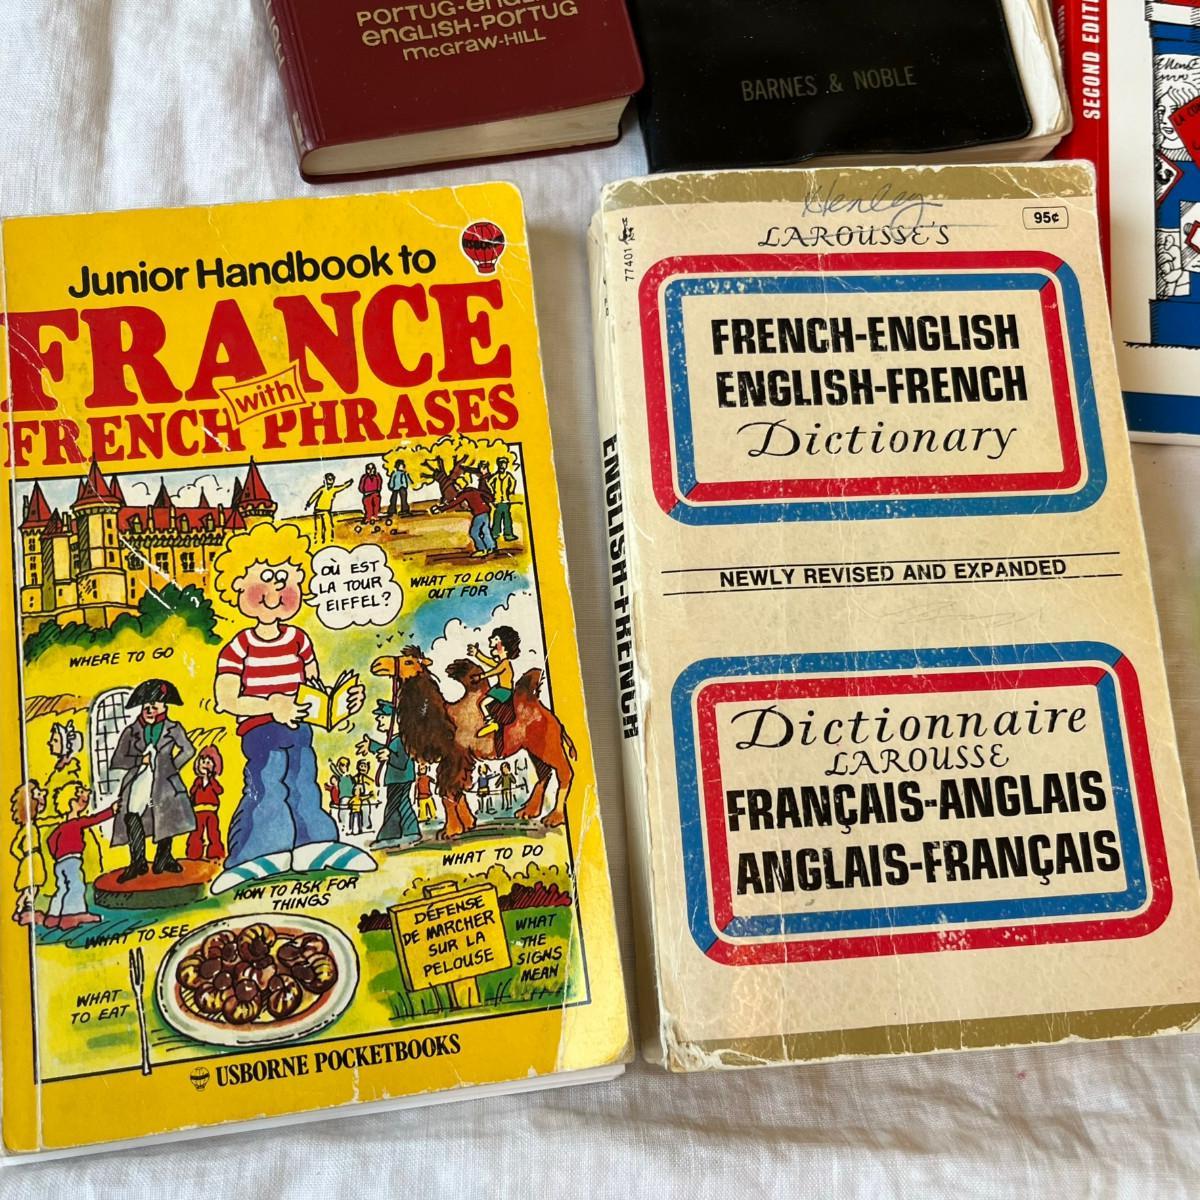 PORTUG-ENGL
ENGLISH-PORTUG
McGRAW-HILL
BARNES & NOBLE
SECOND EDIT
Junior Handbook to
FRANCE
with
FRENCH PHRASES
OÙ EST
LA TOUR
EIFFEL?
WHAT TO LOOK
OUT FOR
WHERE TO GO
WHAT TO DO
HOW TO ASK FOR
THINGS
WHAT TO SEE
DÉFENSE
DE MARCHER
SUR LA
PELOUSE
WHAT
THE
SIGNS
MEAN
WHAT
TO EAT
USBORNE POCKETBOOKS
Henley
95¢
77401
LAROUSSE'S
FRENCH-ENGLISH
ENGLISH-FRENCH
Dictionary
NEWLY REVISED AND EXPANDED
Dictionnaire
LAROUSSE
FRANÇAIS-ANGLAIS
ANGLAIS-FRANÇAIS
ENGLISH-FRENCH